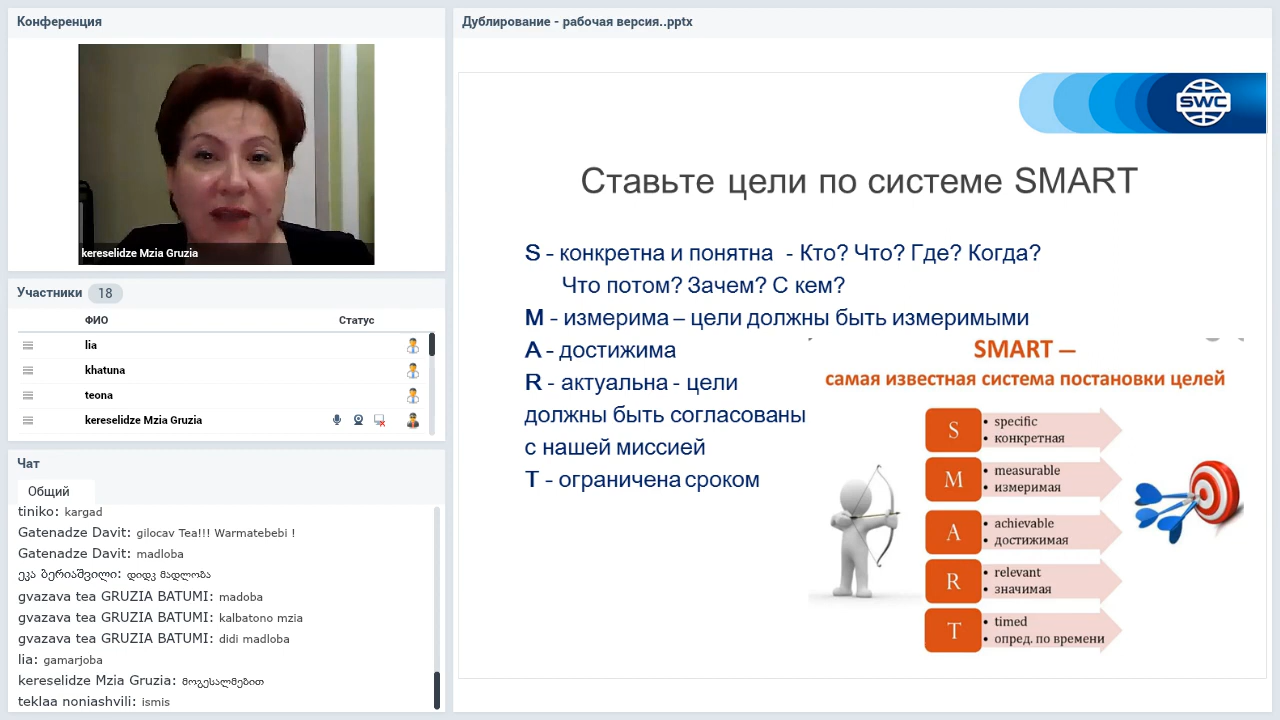 Конференция
kereselidze Mzia Gruzia
Участники 18
ФИО Статус
lia
khatuna
teona
kereselidze Mzia Gruzia
Чат
Общий
tiniko: kargad
Gatenadze Davit: gilocav Tea!!! Warmatebebi !
Gatenadze Davit: madloba
ეკა ბერიაშვილი: დიდკ მადლობა
gvazava tea GRUZIA BATUMI: madoba
gvazava tea GRUZIA BATUMI: kalbatono mzia
gvazava tea GRUZIA BATUMI: didi madloba
lia: gamarjoba
kereselidze Mzia Gruzia: მოგესალმებით
teklaa noniashvili: ismis
Дублирование - рабочая версия..pptx
SWC
Ставьте цели по системе SMART
S - конкретна и понятна - Кто? Что? Где? Когда?
Что потом? Зачем? С кем?
M - измерима – цели должны быть измеримыми
A - достижима
R - актуальна - цели
должны быть согласованы
с нашей миссией
T - ограничена сроком
SMART —
самая известная система постановки целей
S
• specific
• конкретная
M
• measurable
• измеримая
A
• achievable
• достижимая
R
• relevant
• значимая
T
• timed
• опред. по времени